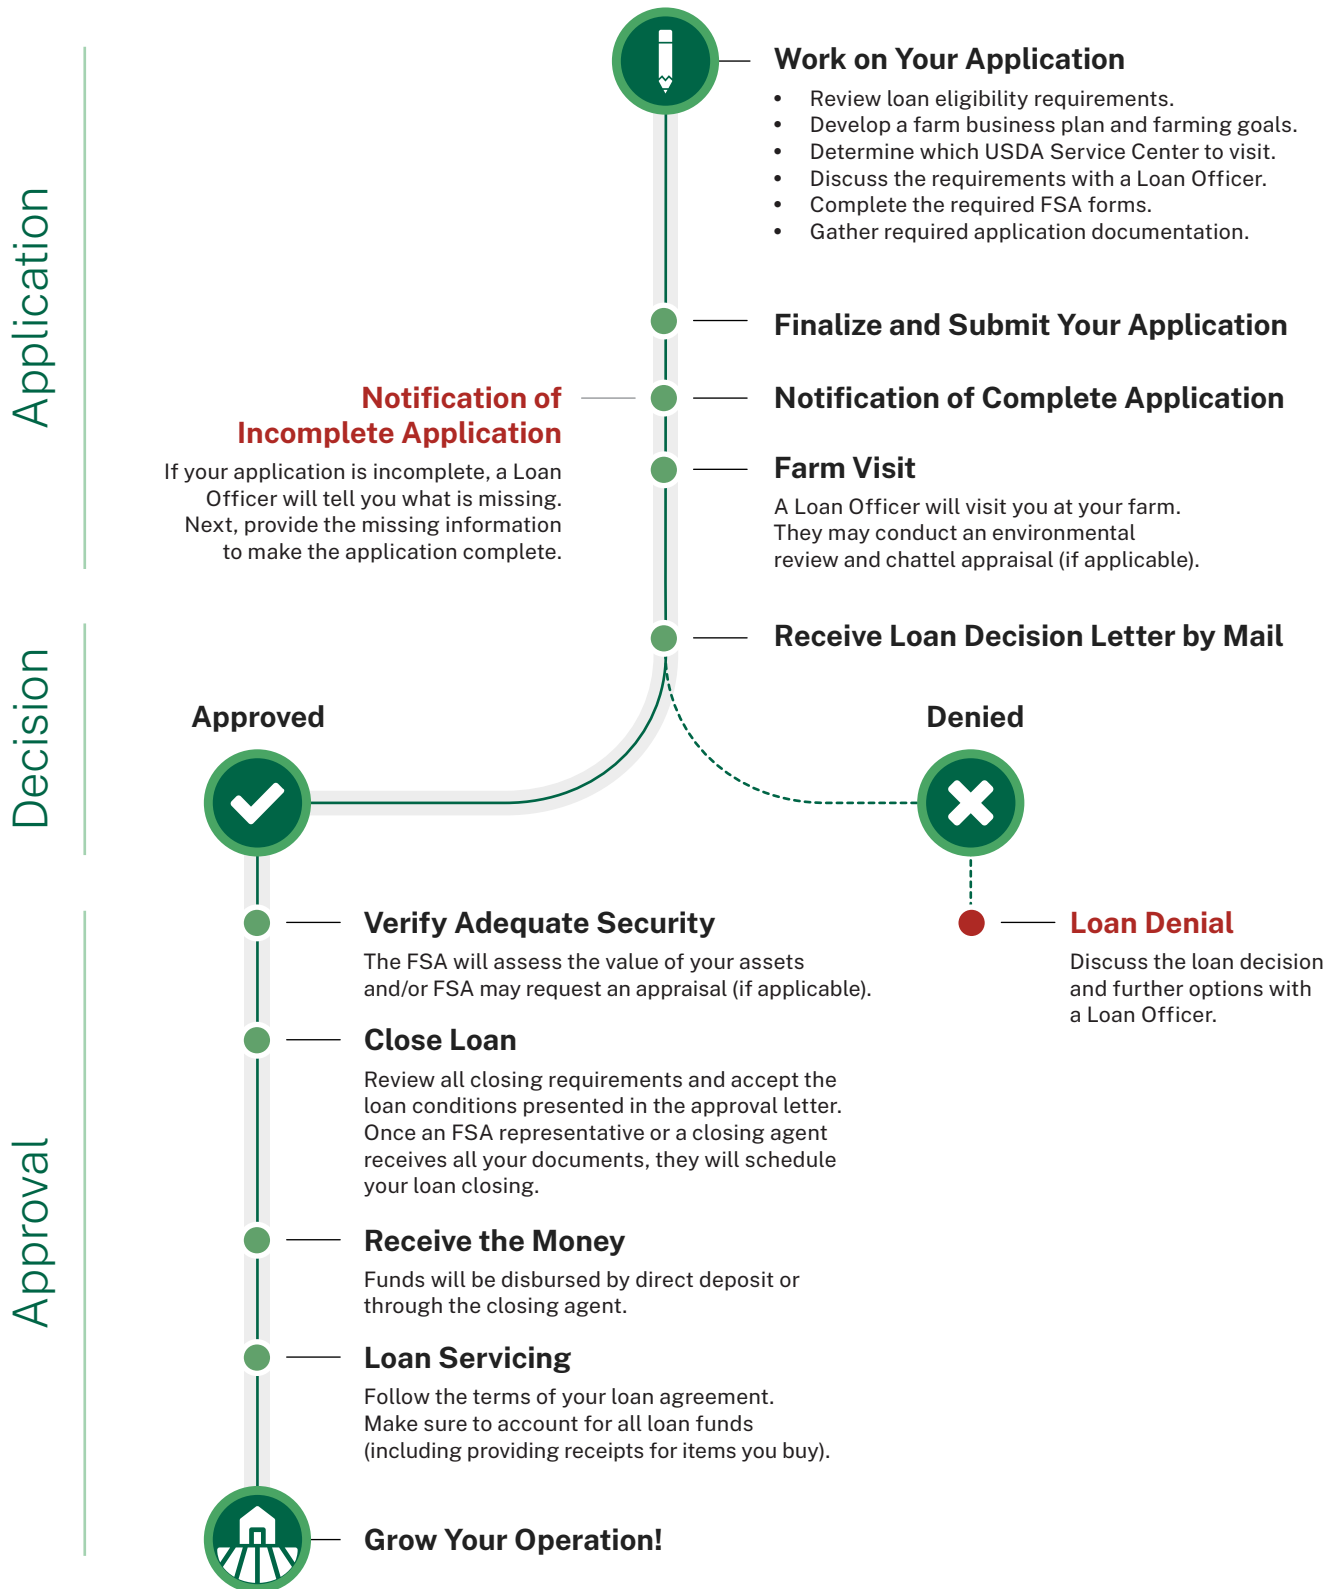 Application
Work on Your Application
• Review loan eligibility requirements.
• Develop a farm business plan and farming goals.
• Determine which USDA Service Center to visit.
• Discuss the requirements with a Loan Officer.
• Complete the required FSA forms.
• Gather required application documentation.
Finalize and Submit Your Application
Notification of
Incomplete Application
If your application is incomplete, a Loan
Officer will tell you what is missing.
Next, provide the missing information
to make the application complete.
Notification of Complete Application
Farm Visit
A Loan Officer will visit you at your farm.
They may conduct an environmental
review and chattel appraisal (if applicable).
Decision
Receive Loan Decision Letter by Mail
Approved
Denied
Approval
Verify Adequate Security
The FSA will assess the value of your assets
and/or FSA may request an appraisal (if applicable).
Loan Denial
Discuss the loan decision
and further options with
a Loan Officer.
Close Loan
Review all closing requirements and accept the
loan conditions presented in the approval letter.
Once an FSA representative or a closing agent
receives all your documents, they will schedule
your loan closing.
Receive the Money
Funds will be disbursed by direct deposit or
through the closing agent.
Loan Servicing
Follow the terms of your loan agreement.
Make sure to account for all loan funds
(including providing receipts for items you buy).
Grow Your Operation!